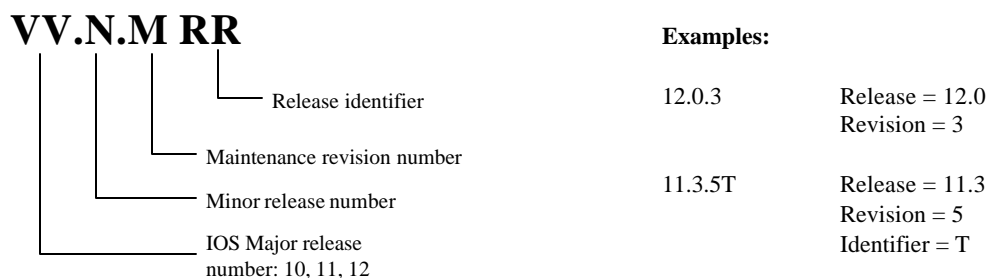 VV.N.M RR
Release identifier
Maintenance revision number
Minor release number
IOS Major release
number: 10, 11, 12
Examples:
12.0.3 Release = 12.0
Revision = 3
11.3.5T Release = 11.3
Revision = 5
Identifier = T